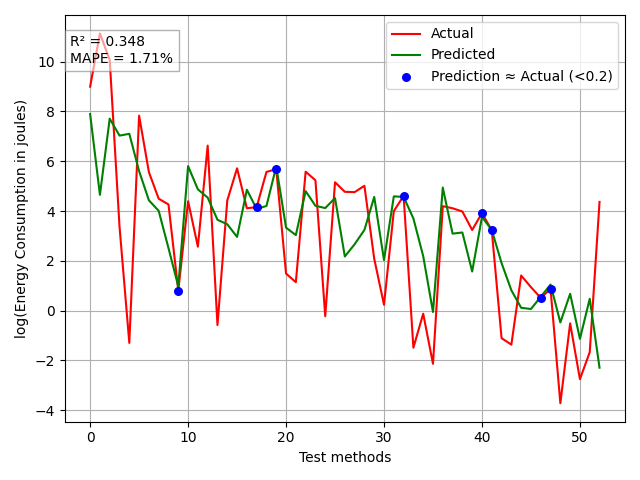 R² = 0.348
MAPE = 1.71%
Actual
Predicted
Prediction ≈ Actual (<0.2)
log(Energy Consumption in joules)
10
8
6
4
2
0
−2
−4
0 10 20 30 40 50
Test methods